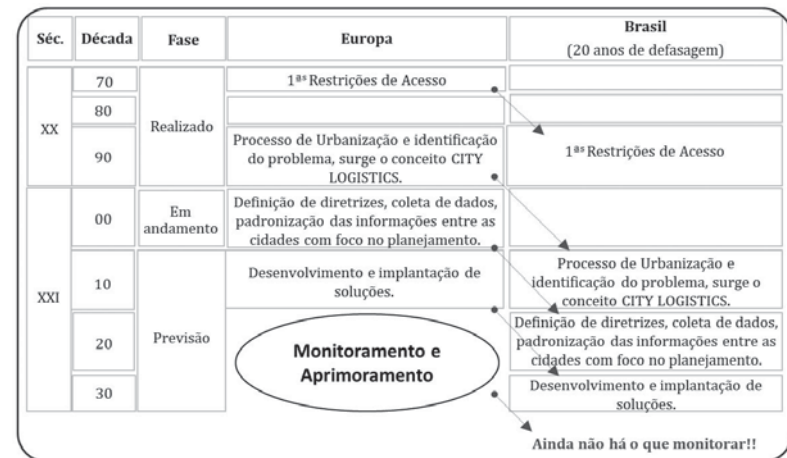 Séc.
Década
Fase
Europa
Brasil
(20 anos de defasagem)
XX
70
Realizado
1ªs Restrições de Acesso
80
90
Processo de Urbanização e identificação
do problema, surge o conceito CITY
LOGISTICS.
1ªs Restrições de Acesso
XXI
00
Em
andamento
Definição de diretrizes, coleta de dados,
padronização das informações entre as
cidades com foco no planejamento.
10
Previsão
Desenvolvimento e implantação de
soluções.
Processo de Urbanização e
identificação do problema, surge o
conceito CITY LOGISTICS.
20
Monitoramento e
Aprimoramento
Definição de diretrizes, coleta de dados,
padronização das informações entre as
cidades com foco no planejamento.
30
Desenvolvimento e implantação de
soluções.
Ainda não há o que monitorar!!